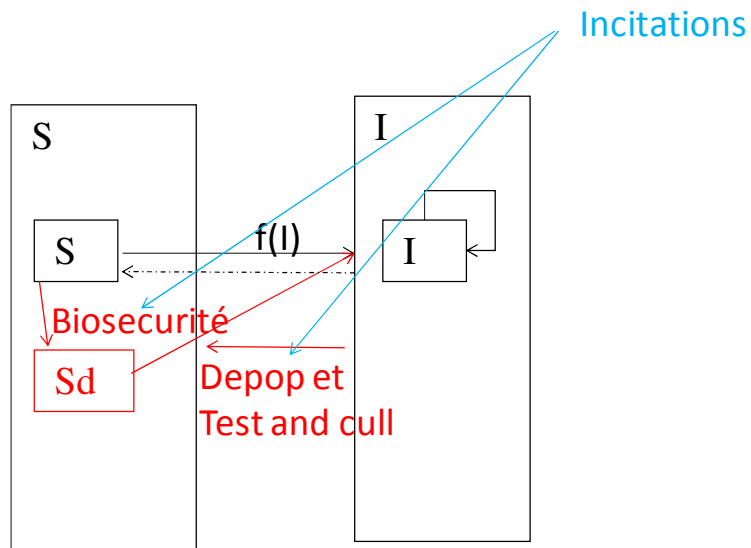 Incitations
S
I
S
f(I)
I
Biosecurité
Sd
Depop et
Test and cull